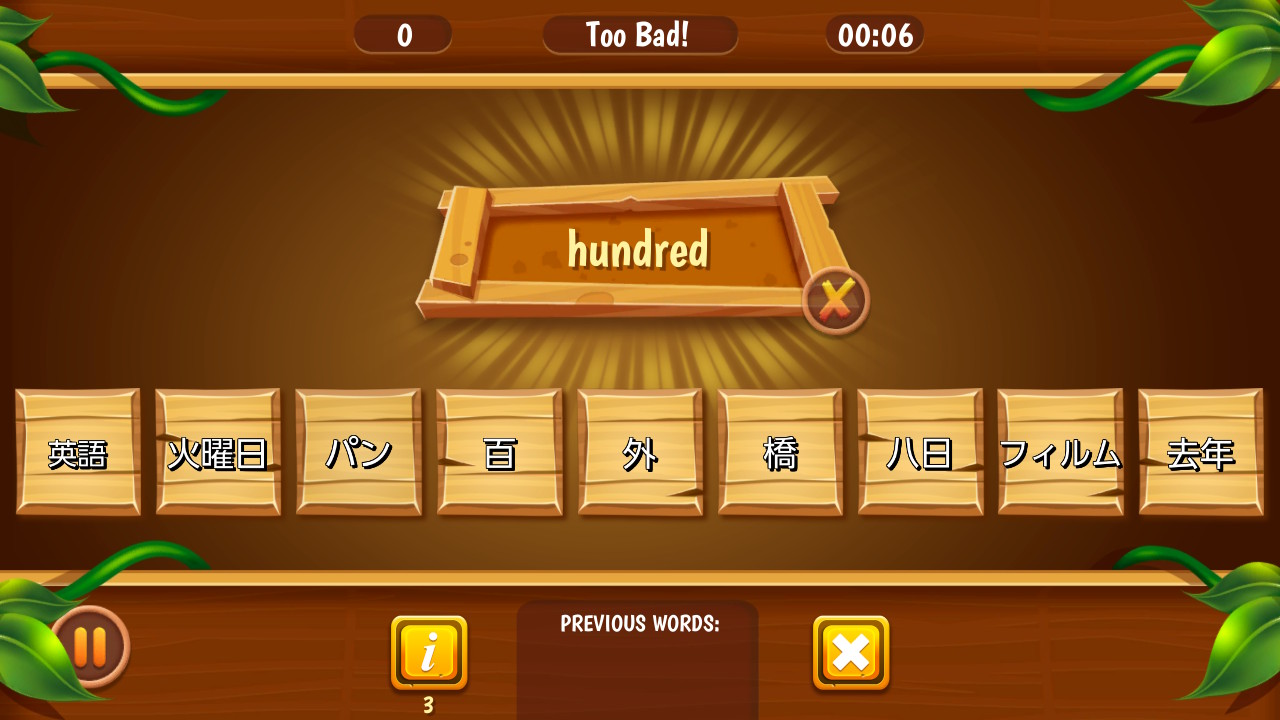 0
Too Bad!
00:06
hundred
英語
火曜日
パン
百
外
橋
八日
フィルム
去年
PREVIOUS WORDS:
i
3